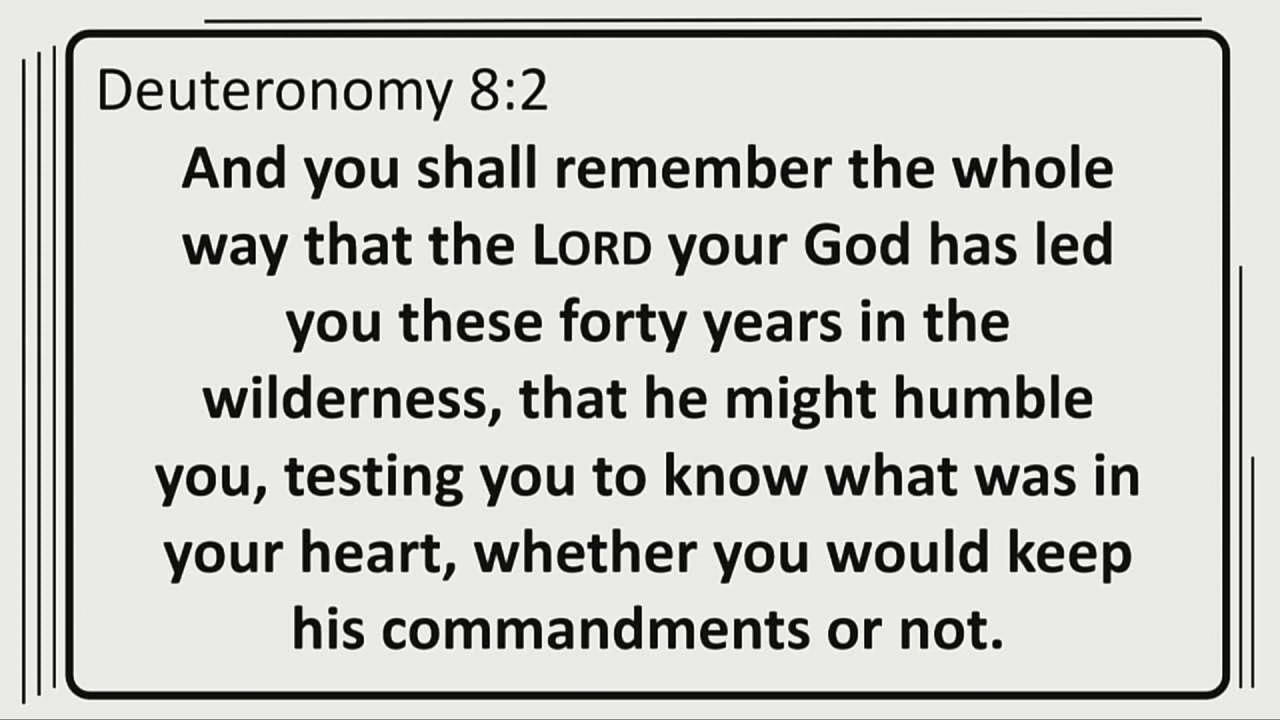 Deuteronomy 8:2
And you shall remember the whole
way that the LORD your God has led
you these forty years in the
wilderness, that he might humble
you, testing you to know what was in
your heart, whether you would keep
his commandments or not.